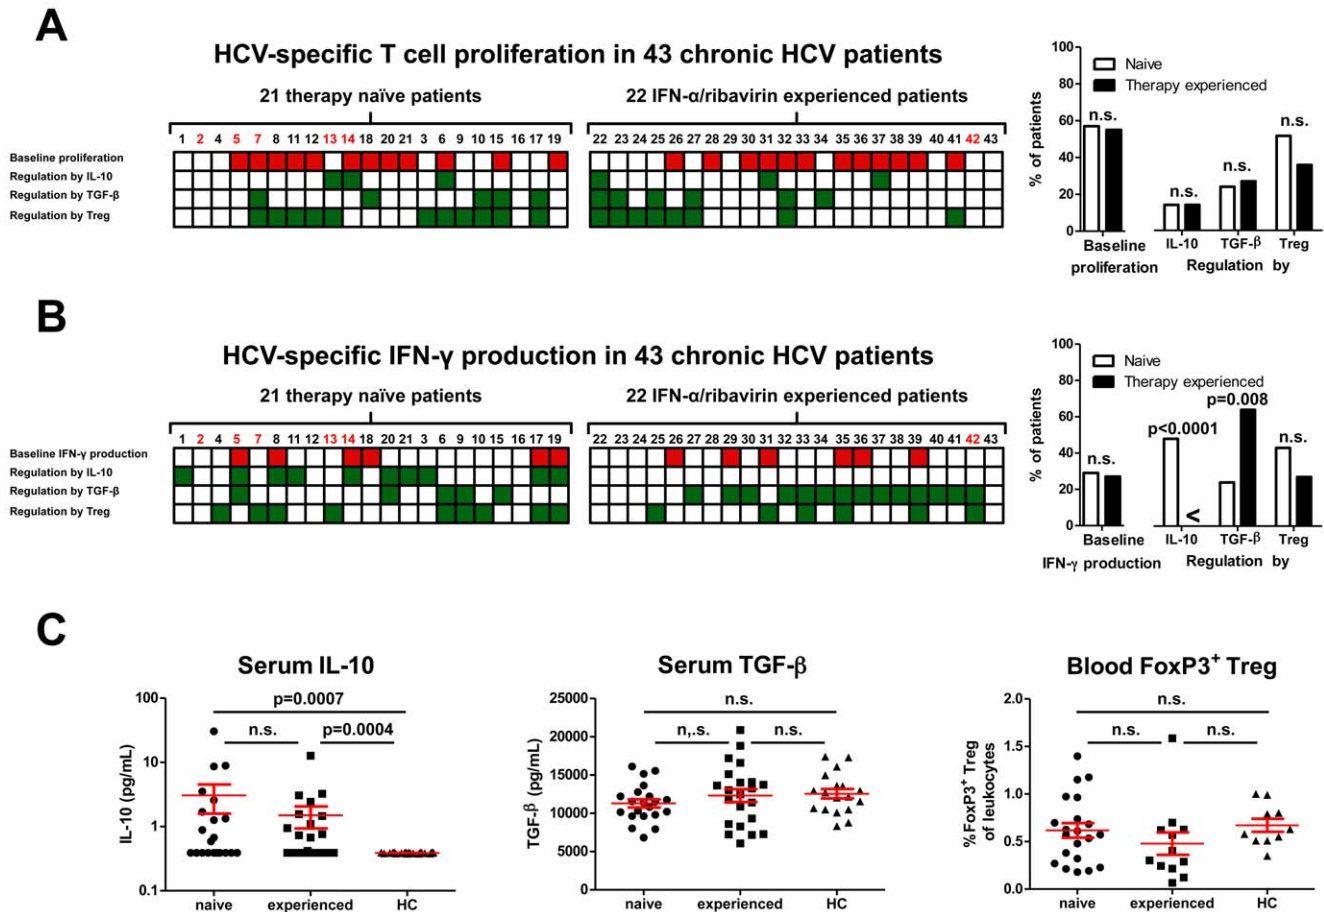 A
HCV-specific T cell proliferation in 43 chronic HCV patients
21 therapy naïve patients
22 IFN-α/ribavirin experienced patients
1 2 4 5 7 8 11 12 13 14 18 20 21 3 6 9 10 15 16 17 19
22 23 24 25 26 27 28 29 30 31 32 33 34 35 36 37 38 39 40 41 42 43
Baseline proliferation
Regulation by IL-10
Regulation by TGF-β
Regulation by Treg
% of patients
100
80
60
40
20
0
Naive
Therapy experienced
n.s.
n.s.
n.s.
n.s.
Baseline
proliferation
IL-10 TGF-β Treg
Regulation by
B
HCV-specific IFN-γ production in 43 chronic HCV patients
21 therapy naïve patients
22 IFN-α/ribavirin experienced patients
1 2 4 5 7 8 11 13 14 18 20 21 3 6 9 10 15 16 17 19
22 23 24 25 26 27 28 29 30 31 32 33 34 35 36 37 38 39 40 41 42 43
Baseline IFN-γ production
Regulation by IL-10
Regulation by TGF-β
Regulation by Treg
% of patients
100
80
60
40
20
0
Naive
Therapy experienced
n.s.
p<0.0001
<
p=0.008
n.s.
Baseline
IFN-γ production
IL-10 TGF-β Treg
Regulation by
C
Serum IL-10
IL-10 (pg/mL)
100
10
1
0.1
p=0.0007
n.s.
p=0.0004
naive experienced HC
Serum TGF-β
TGF-β (pg/mL)
25000
20000
15000
10000
5000
0
n.s.
n,.s.
n.s.
naive experienced HC
Blood FoxP3+ Treg
%FoxP3+ Treg
of leukocytes
2.0
1.5
1.0
0.5
0.0
n.s.
n.s.
n.s.
naive experienced HC